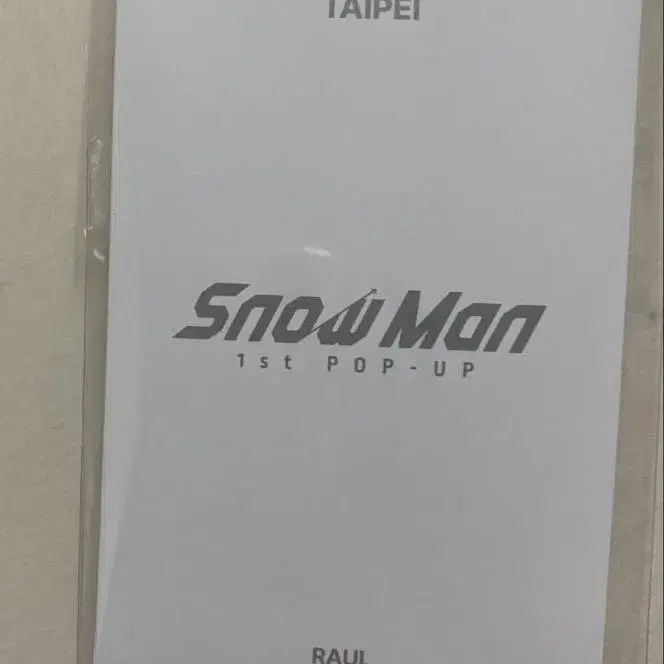 TAIPEI
Snow Man
1st POP-UP
RAUL